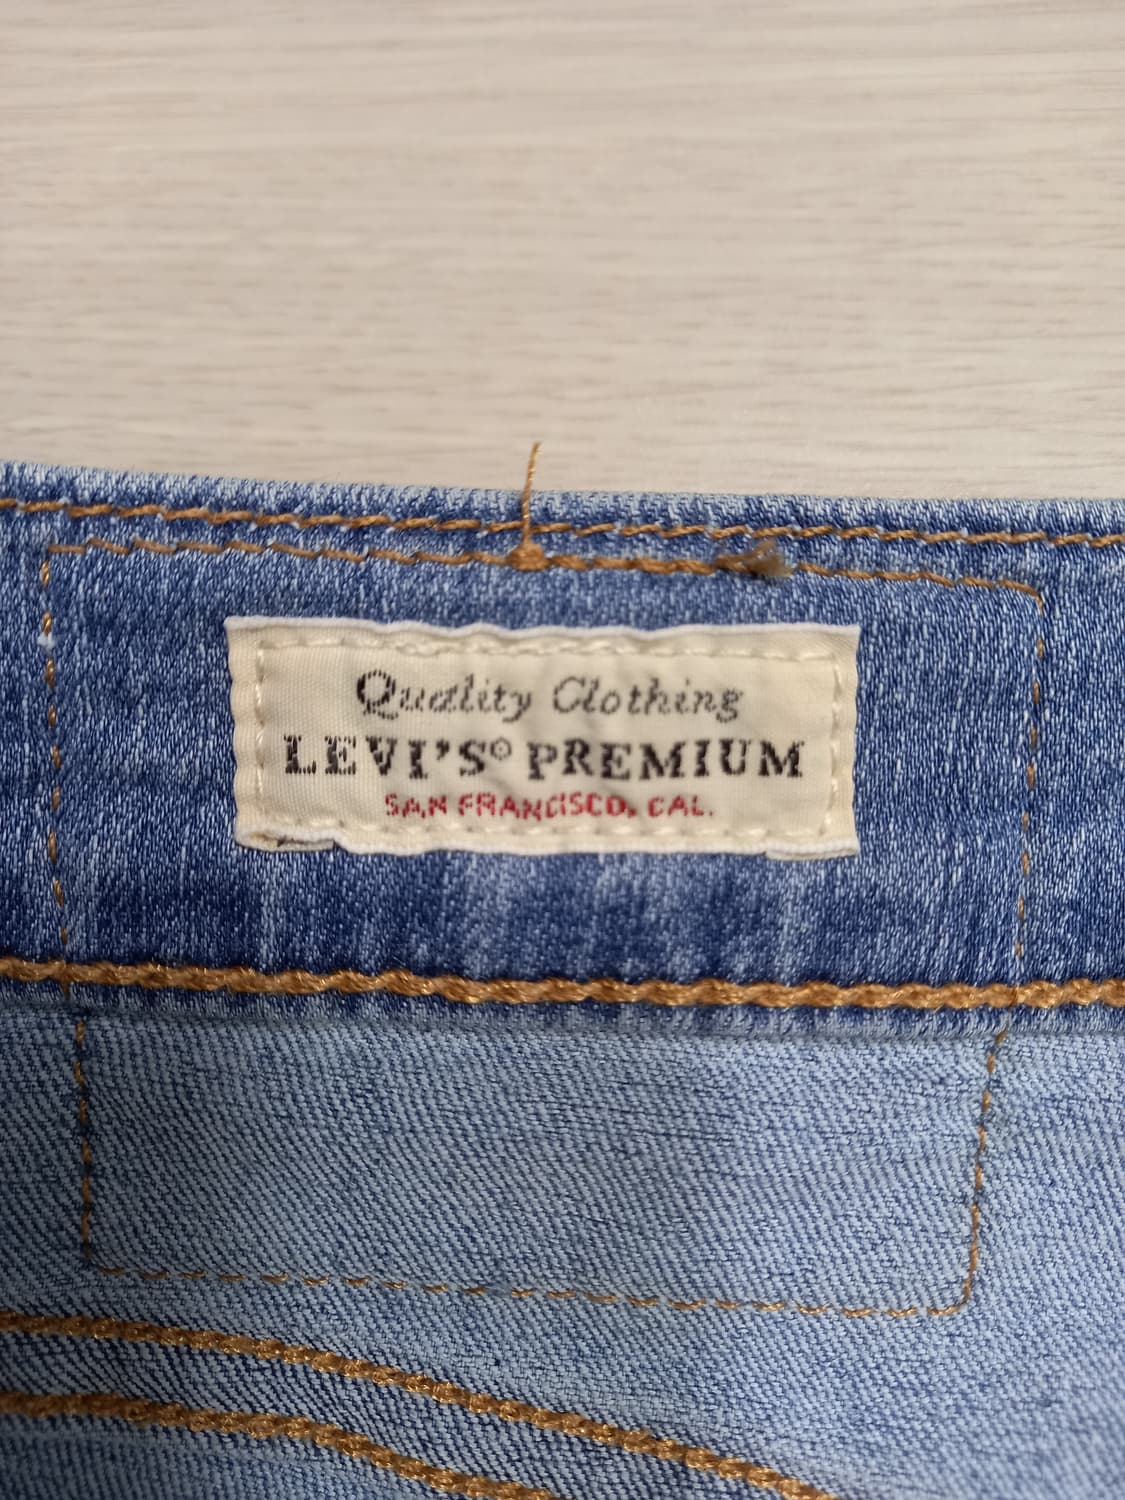 Quality Clothing
LEVI'S® PREMIUM
SAN FRANCISCO, CAL.